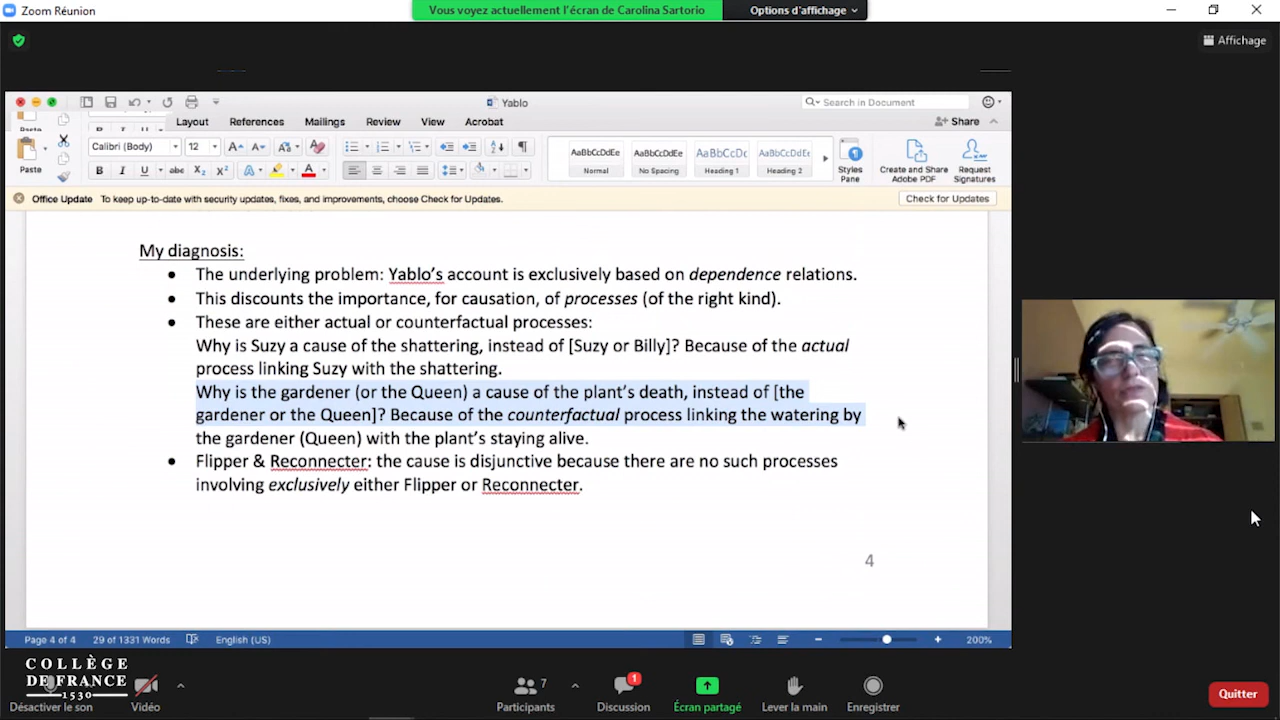 Zoom Réunion
Vous voyez actuellement l'écran de Carolina Sartorio
Options d'affichage
Affichage
Yablo
Search in Document
Paste
Layout
References
Mailings
Review
View
Acrobat
Share
Paste
Calibri (Body)
12
B I U abc X₂ X² A A
AaBbCcDdEe
Normal
AaBbCcDdEe
No Spacing
AaBbCcDc
Heading 1
AaBbCcDdEe
Heading 2
Styles
Pane
Create and Share
Adobe PDF
Request
Signatures
Office Update To keep up-to-date with security updates, fixes, and improvements, choose Check for Updates.
Check for Updates
My diagnosis:
• The underlying problem: Yablo's account is exclusively based on dependence relations.
• This discounts the importance, for causation, of processes (of the right kind).
• These are either actual or counterfactual processes:
Why is Suzy a cause of the shattering, instead of [Suzy or Billy]? Because of the actual
process linking Suzy with the shattering.
Why is the gardener (or the Queen) a cause of the plant's death, instead of [the
gardener or the Queen]? Because of the counterfactual process linking the watering by
the gardener (Queen) with the plant's staying alive.
• Flipper & Reconnecter: the cause is disjunctive because there are no such processes
involving exclusively either Flipper or Reconnecter.
4
Page 4 of 4
29 of 1331 Words
English (US)
200%
COLLÈGE
DE FRANCE
1530
Désactiver le son
Vidéo
7
Participants
1
Discussion
Écran partagé
Lever la main
Enregistrer
Quitter